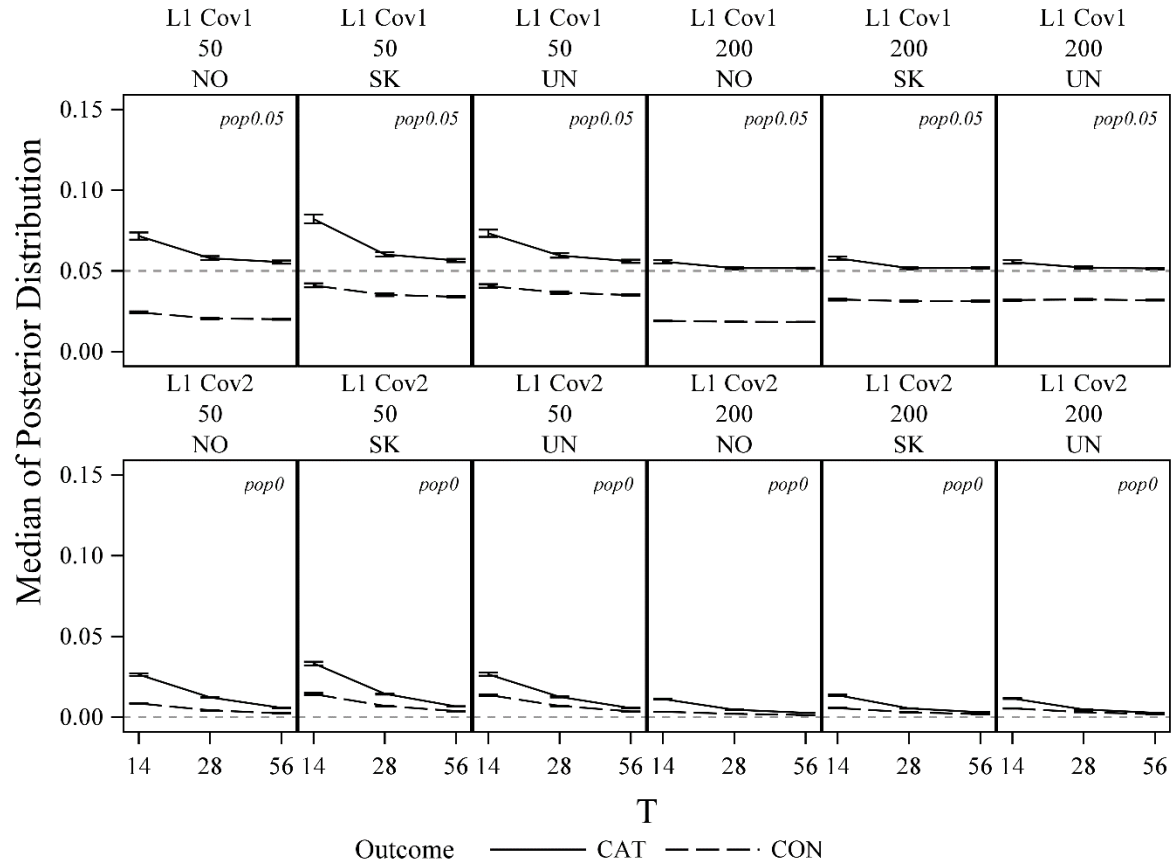 L1 Cov1 L1 Cov1 L1 Cov1 L1 Cov1 L1 Cov1 L1 Cov1
50 50 50 200 200 200
NO SK UN NO SK UN
0.15
pop0.05 pop0.05 pop0.05 pop0.05 pop0.05 pop0.05
0.10
0.05
0.00
Median of Posterior Distribution
L1 Cov2 L1 Cov2 L1 Cov2 L1 Cov2 L1 Cov2 L1 Cov2
50 50 50 200 200 200
NO SK UN NO SK UN
0.15
pop0 pop0 pop0 pop0 pop0 pop0
0.10
0.05
0.00
14 28 56 14 28 56 14 28 56 14 28 56 14 28 56 14 28 56
T
Outcome CAT CON